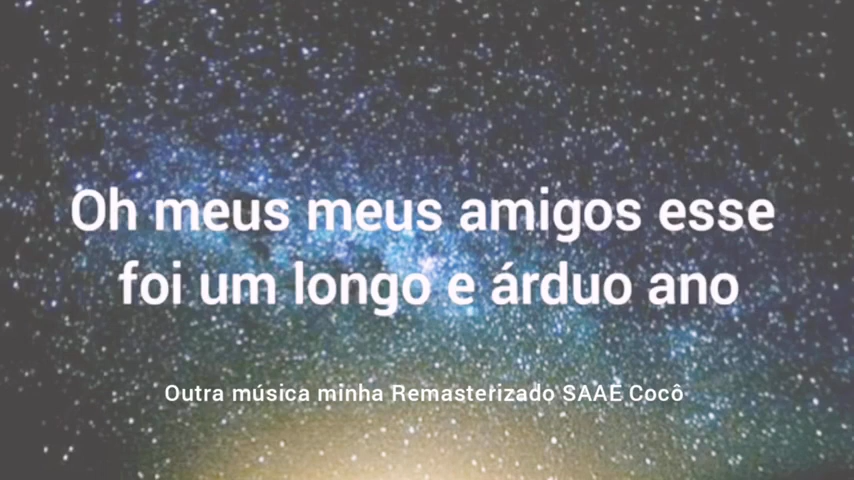 Oh meus meus amigos esse
foi um longo e árduo ano
Outra música minha Remasterizado SAAE Cocô